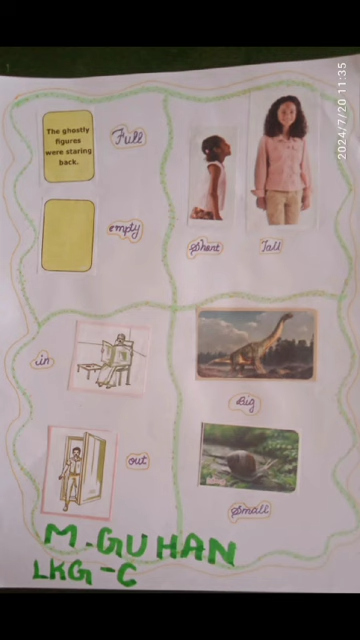 The ghostly
figures
were staring
back.
Full
empty
Short
Tall
in
out
Big
Small
M.GUHAN
LKG-C
2024/7/20 11:35